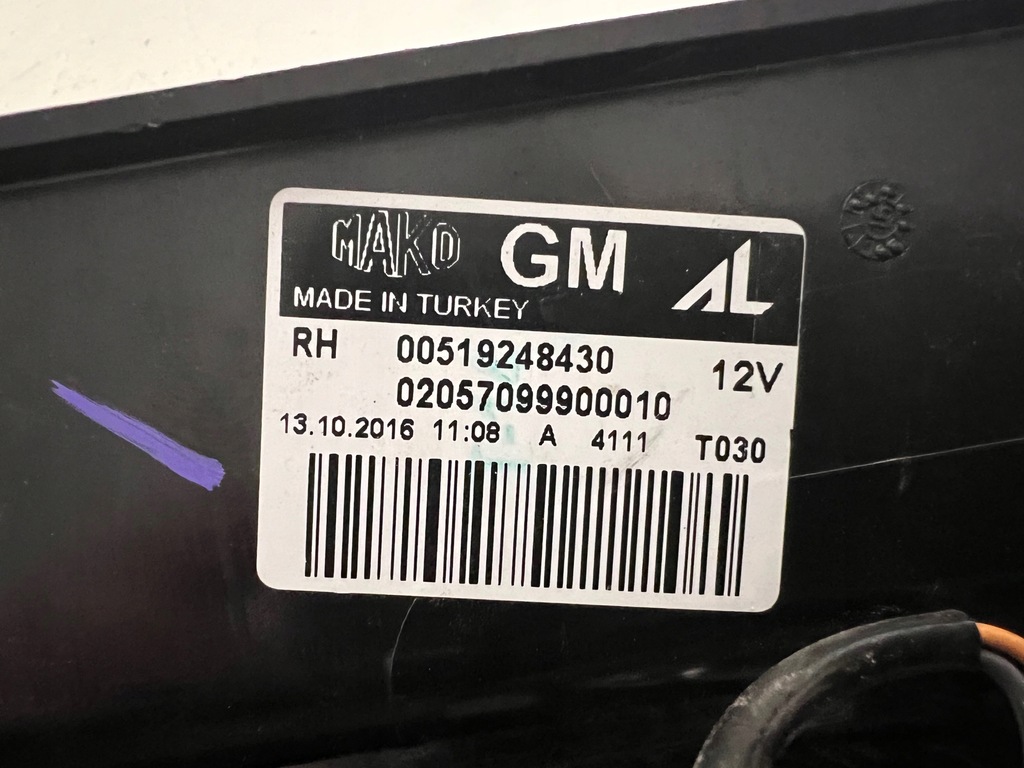 MAKO GM AL
MADE IN TURKEY
RH 00519248430 12V
02057099900010
13.10.2016 11:08 A 4111 T030